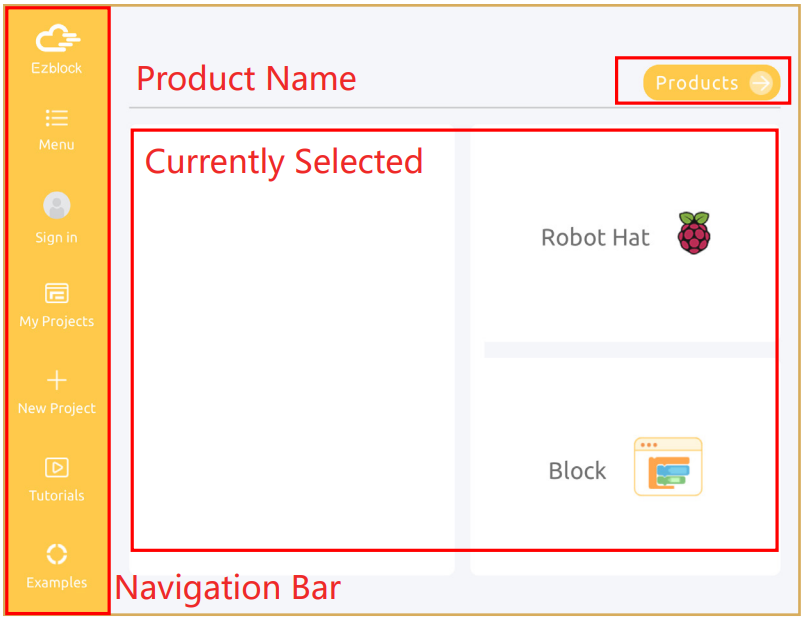 Ezblock
Menu
Sign in
My Projects
New Project
Tutorials
Examples
Product Name
Products
Currently Selected
Robot Hat
Block
Navigation Bar